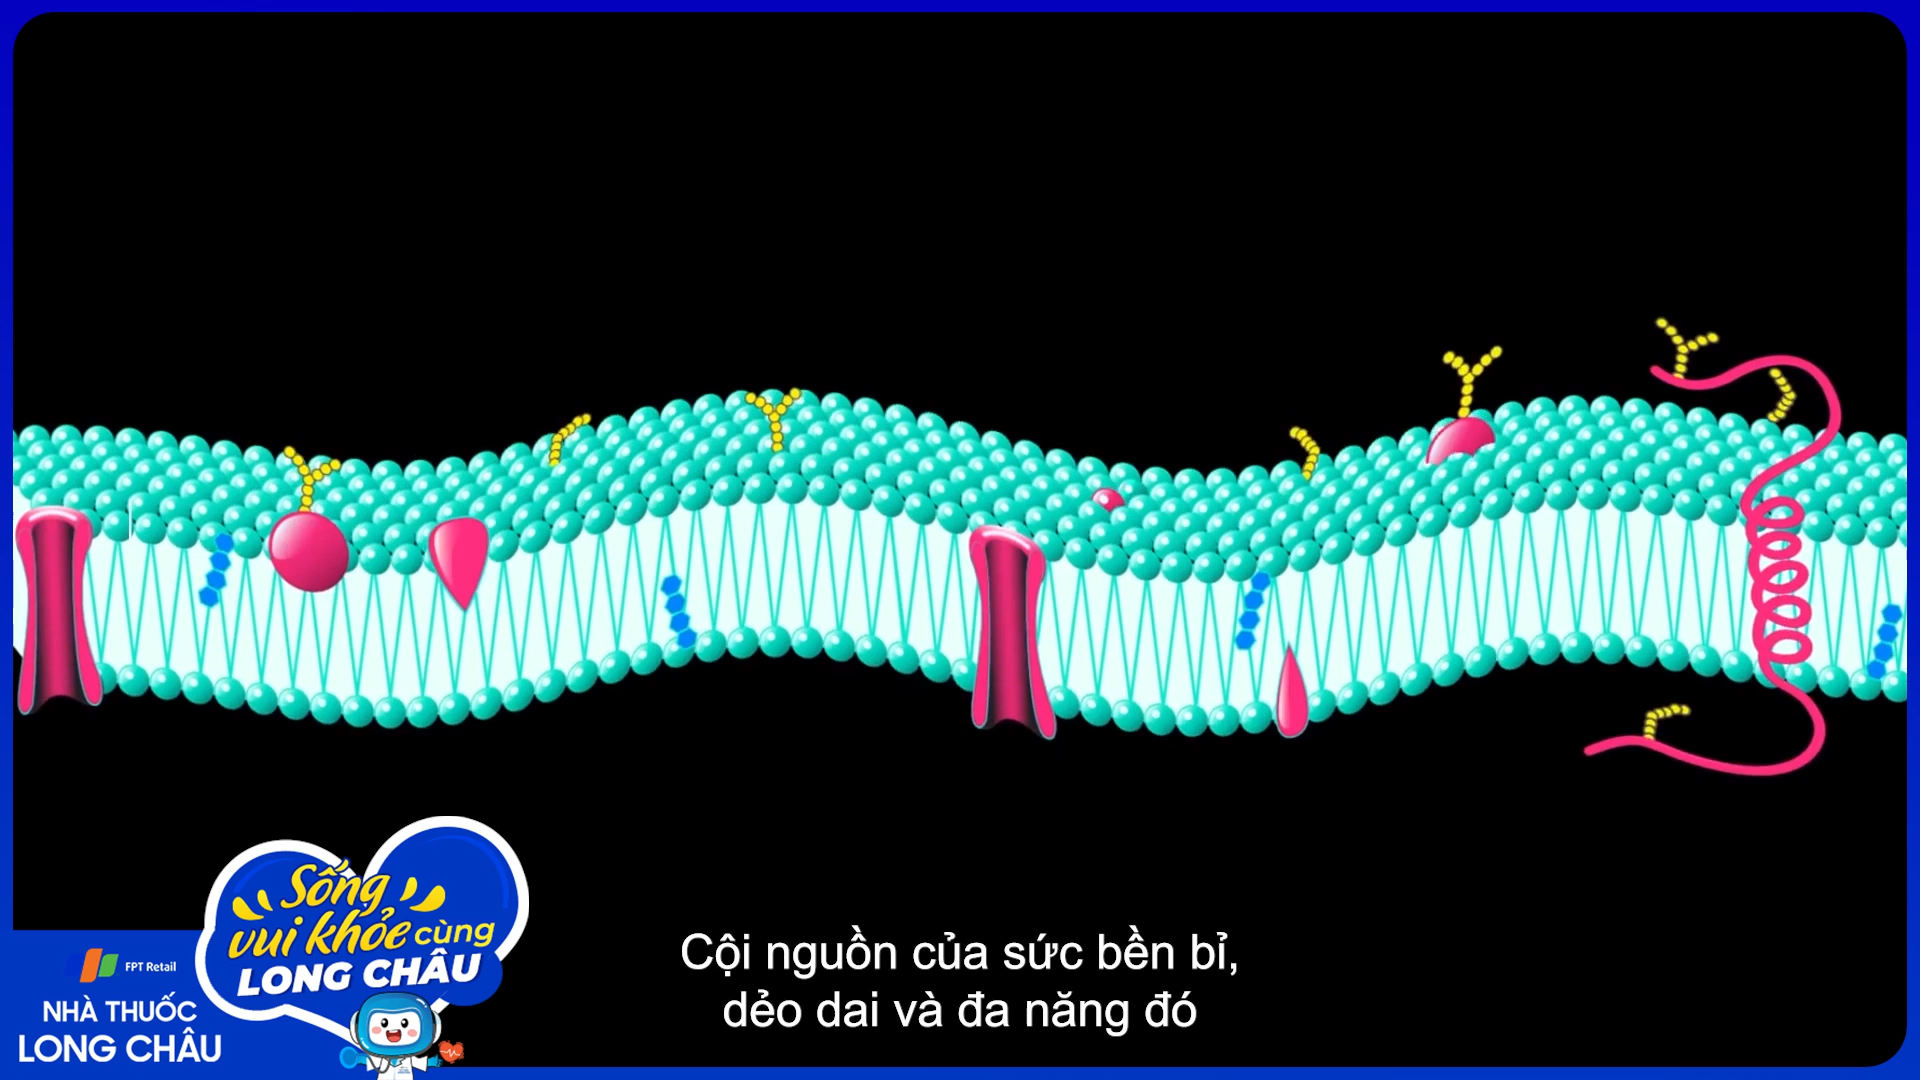 Sống
vui khỏe cùng
LONG CHÂU
FPT Retail
NHÀ THUỐC
LONG CHÂU
Cội nguồn của sức bền bỉ,
dẻo dai và đa năng đó